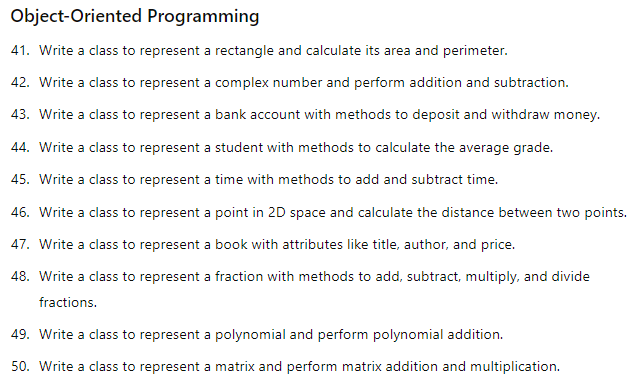 Object-Oriented Programming
41. Write a class to represent a rectangle and calculate its area and perimeter.
42. Write a class to represent a complex number and perform addition and subtraction.
43. Write a class to represent a bank account with methods to deposit and withdraw money.
44. Write a class to represent a student with methods to calculate the average grade.
45. Write a class to represent a time with methods to add and subtract time.
46. Write a class to represent a point in 2D space and calculate the distance between two points.
47. Write a class to represent a book with attributes like title, author, and price.
48. Write a class to represent a fraction with methods to add, subtract, multiply, and divide
fractions.
49. Write a class to represent a polynomial and perform polynomial addition.
50. Write a class to represent a matrix and perform matrix addition and multiplication.